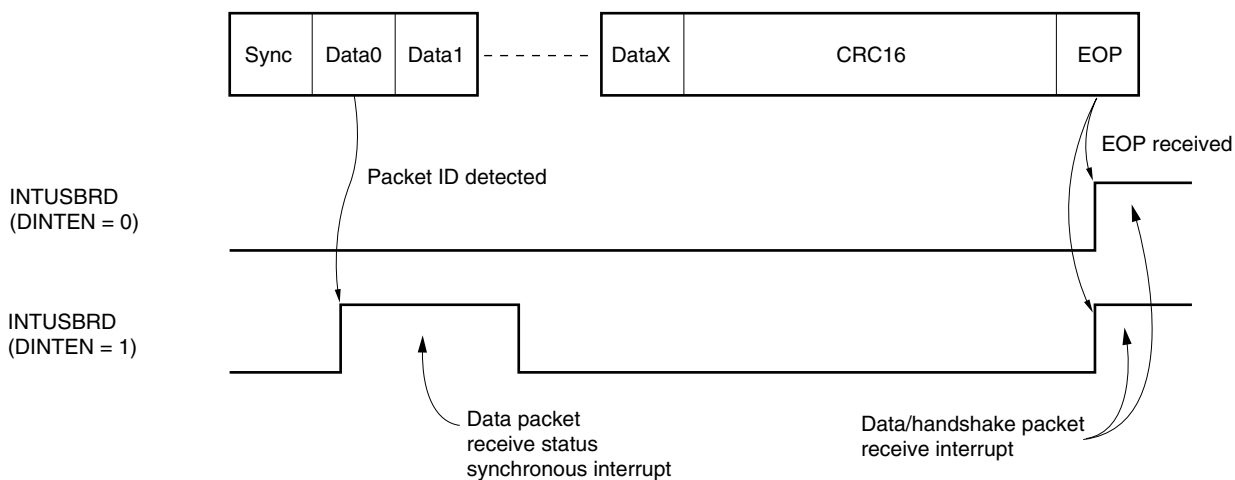 Sync Data0 Data1 DataX CRC16 EOP
EOP received
Packet ID detected
INTUSBRD
(DINTEN = 0)
INTUSBRD
(DINTEN = 1)
Data packet
receive status
synchronous interrupt
Data/handshake packet
receive interrupt